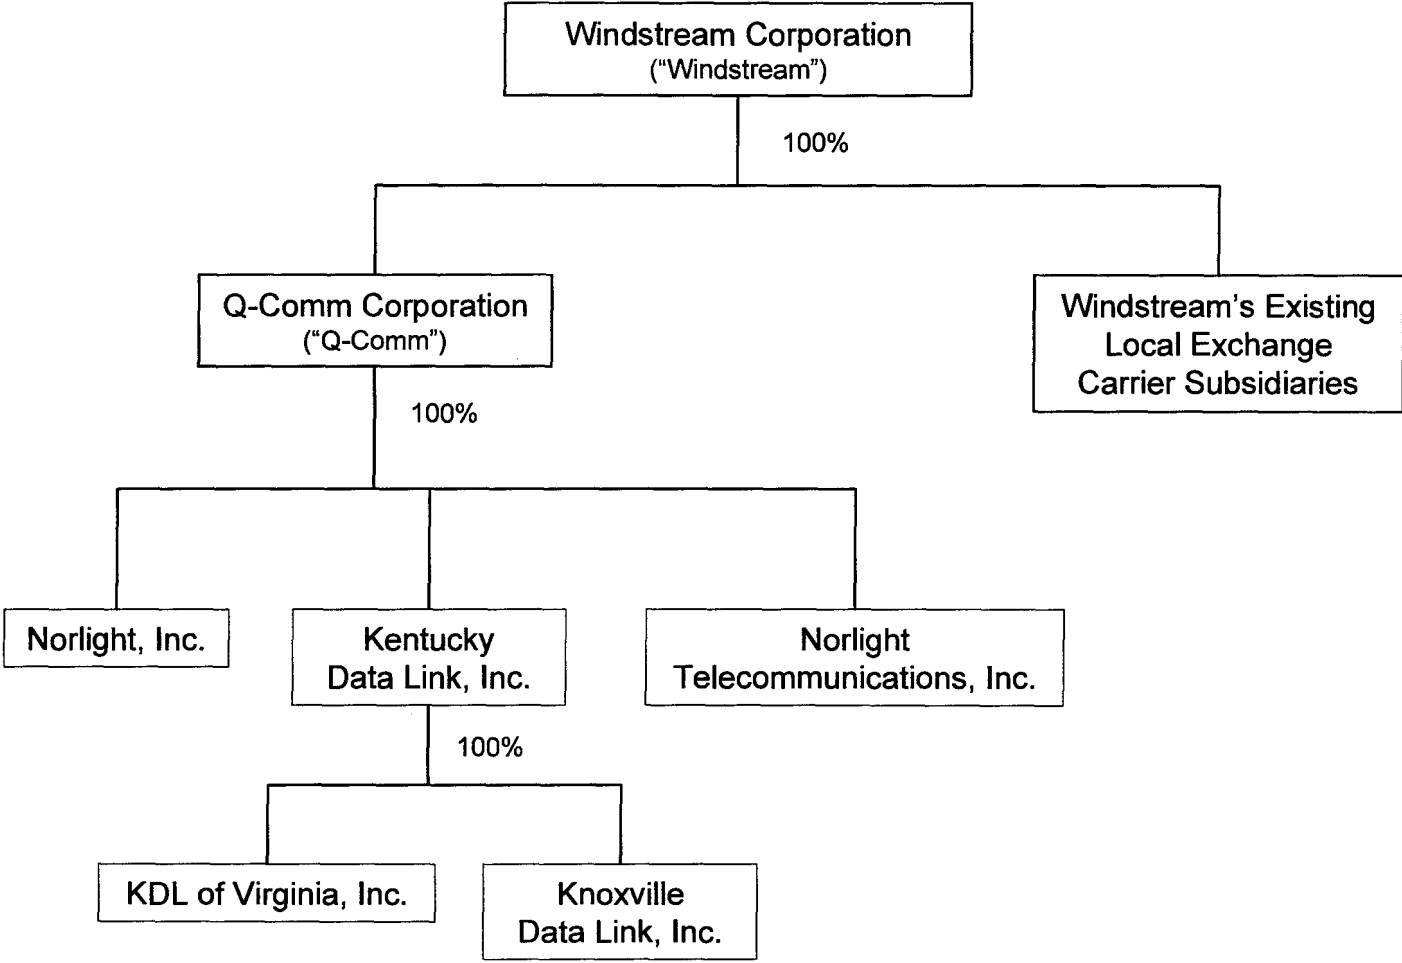 Windstream Corporation
(“Windstream”)
100%
Q-Comm Corporation
(“Q-Comm”)
Windstream’s Existing
Local Exchange
Carrier Subsidiaries
100%
Norlight, Inc.
Kentucky
Data Link, Inc.
Norlight
Telecommunications, Inc.
100%
KDL of Virginia, Inc.
Knoxville
Data Link, Inc.